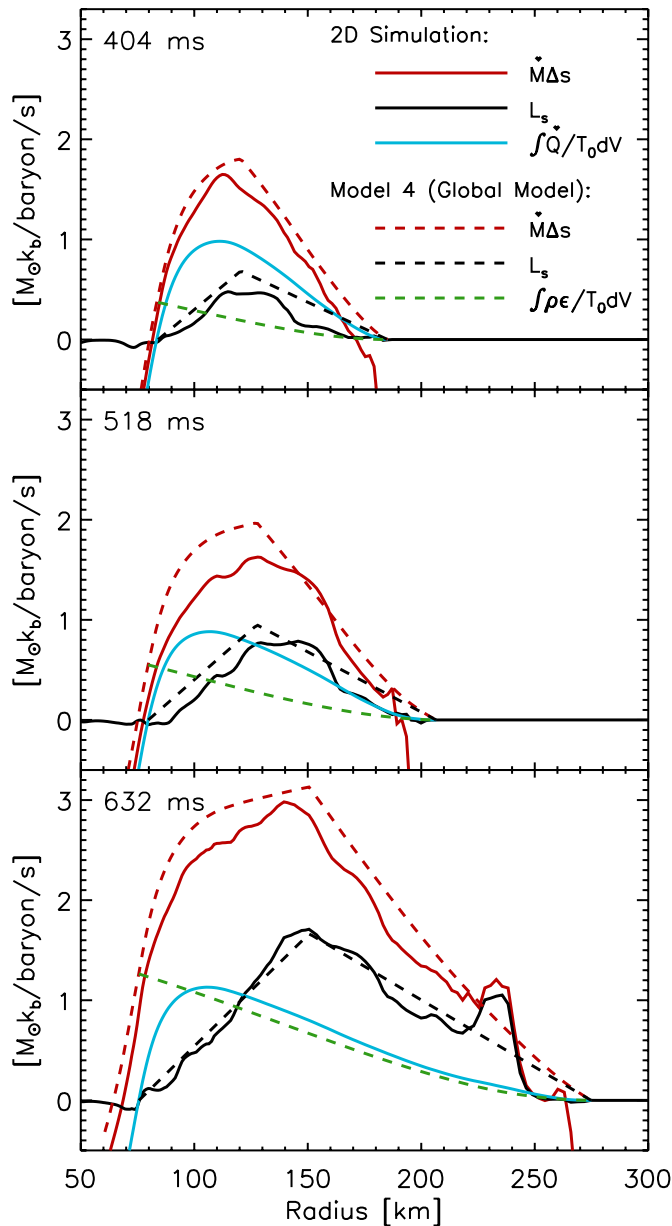 404 ms
2D Simulation:
ṀΔs
Lₛ
∫Q̇/T₀dV
Model 4 (Global Model):
ṀΔs
Lₛ
∫ρε/T₀dV
[M⊙k_b/baryon/s]
3
2
1
0
518 ms
[M⊙k_b/baryon/s]
3
2
1
0
632 ms
[M⊙k_b/baryon/s]
3
2
1
0
50 100 150 200 250 300
Radius [km]